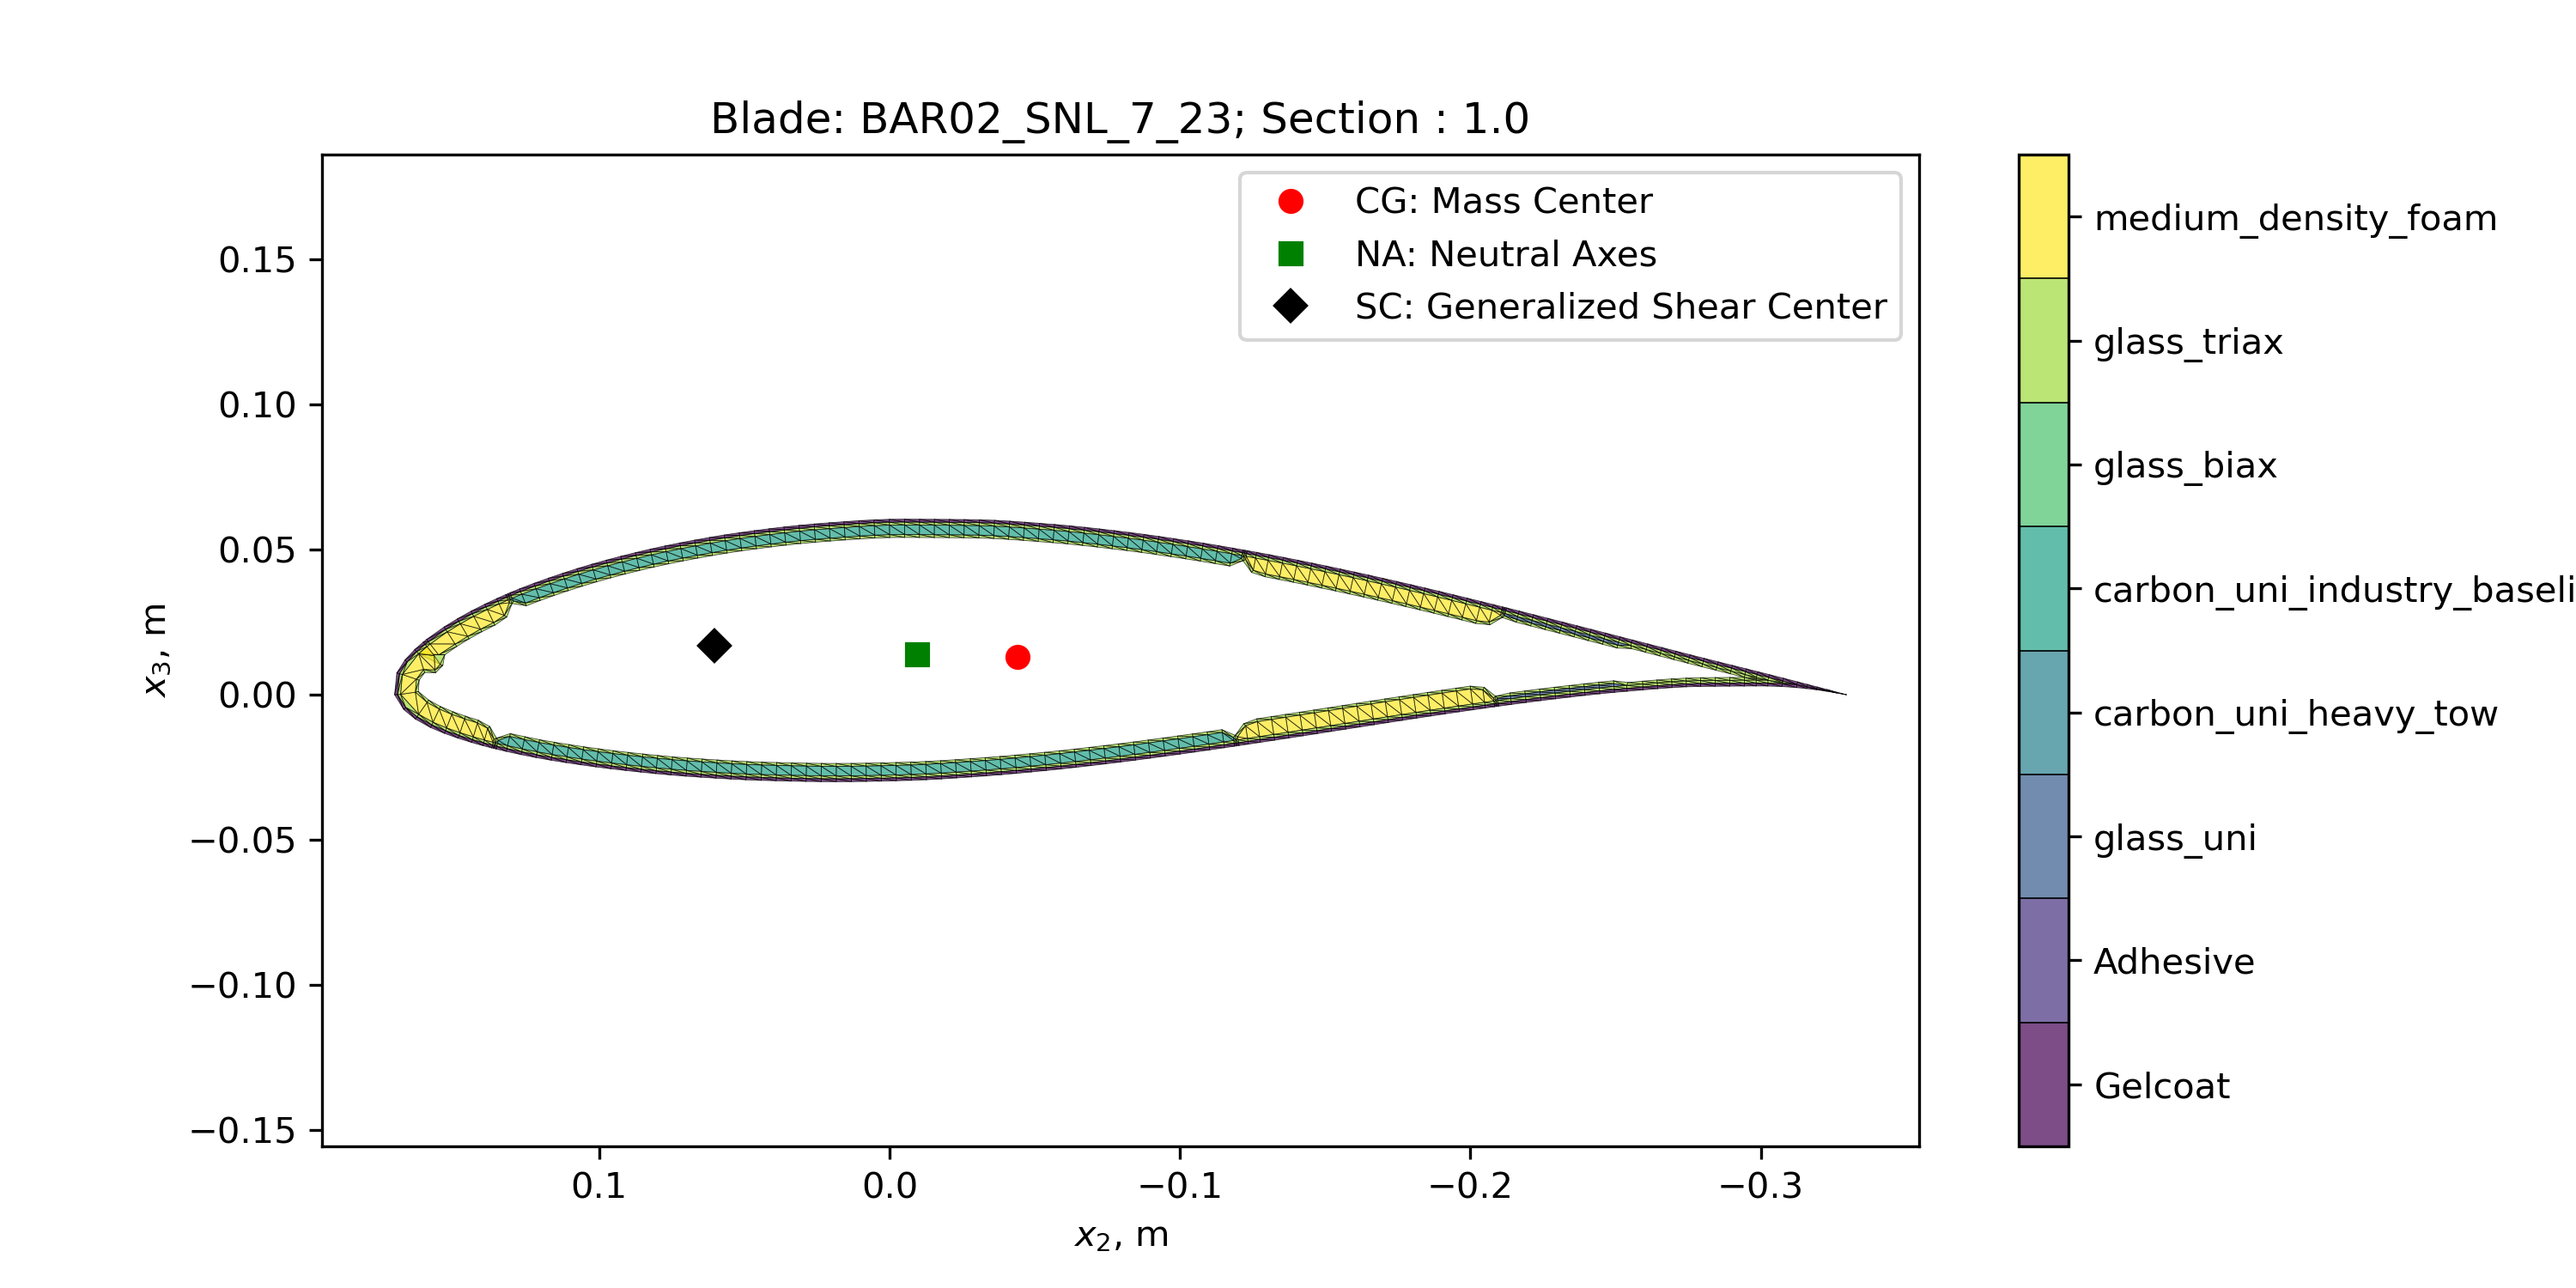 Blade: BAR02_SNL_7_23; Section : 1.0
CG: Mass Center
NA: Neutral Axes
SC: Generalized Shear Center
0.15
0.10
0.05
0.00
−0.05
−0.10
−0.15
x3, m
0.1
0.0
−0.1
−0.2
−0.3
x2, m
medium_density_foam
glass_triax
glass_biax
carbon_uni_industry_baseli
carbon_uni_heavy_tow
glass_uni
Adhesive
Gelcoat